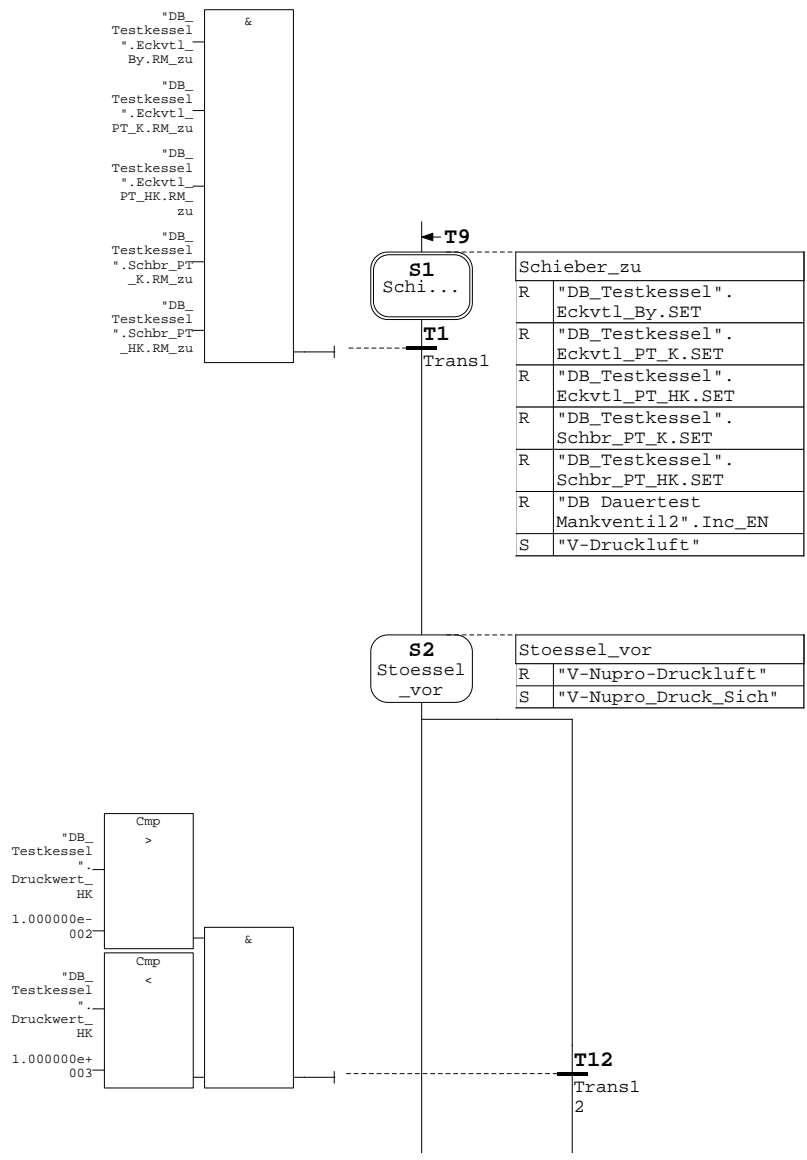 "DB_
Testkessel
".Eckvtl_
By.RM_zu
&
"DB_
Testkessel
".Eckvtl_
PT_K.RM_zu
"DB_
Testkessel
".Eckvtl_
PT_HK.RM_
zu
"DB_
Testkessel
".Schbr_PT
_K.RM_zu
"DB_
Testkessel
".Schbr_PT
_HK.RM_zu
T9
S1
Schi...
T1
Trans1
Schieber_zu
R "DB_Testkessel".
Eckvtl_By.SET
R "DB_Testkessel".
Eckvtl_PT_K.SET
R "DB_Testkessel".
Eckvtl_PT_HK.SET
R "DB_Testkessel".
Schbr_PT_K.SET
R "DB_Testkessel".
Schbr_PT_HK.SET
R "DB Dauertest
Mankventil2".Inc_EN
S "V-Druckluft"
S2
Stoessel
_vor
Stoessel_vor
R "V-Nupro-Druckluft"
S "V-Nupro_Druck_Sich"
Cmp
>
"DB_
Testkessel
".
Druckwert_
HK
1.000000e-
002
&
Cmp
<
"DB_
Testkessel
".
Druckwert_
HK
1.000000e+
003
T12
Trans1
2